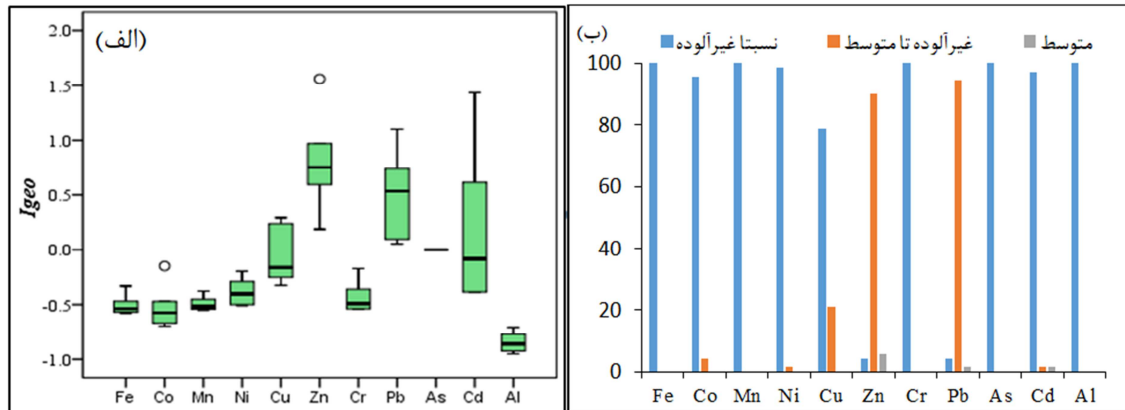 (الف)
Igeo
2.0
1.5
1.0
0.5
0.0
-0.5
-1.0
Fe Co Mn Ni Cu Zn Cr Pb As Cd Al
(ب)
نسبتا غیرآلوده غیرآلوده تا متوسط متوسط
100
80
60
40
20
0
Fe Co Mn Ni Cu Zn Cr Pb As Cd Al